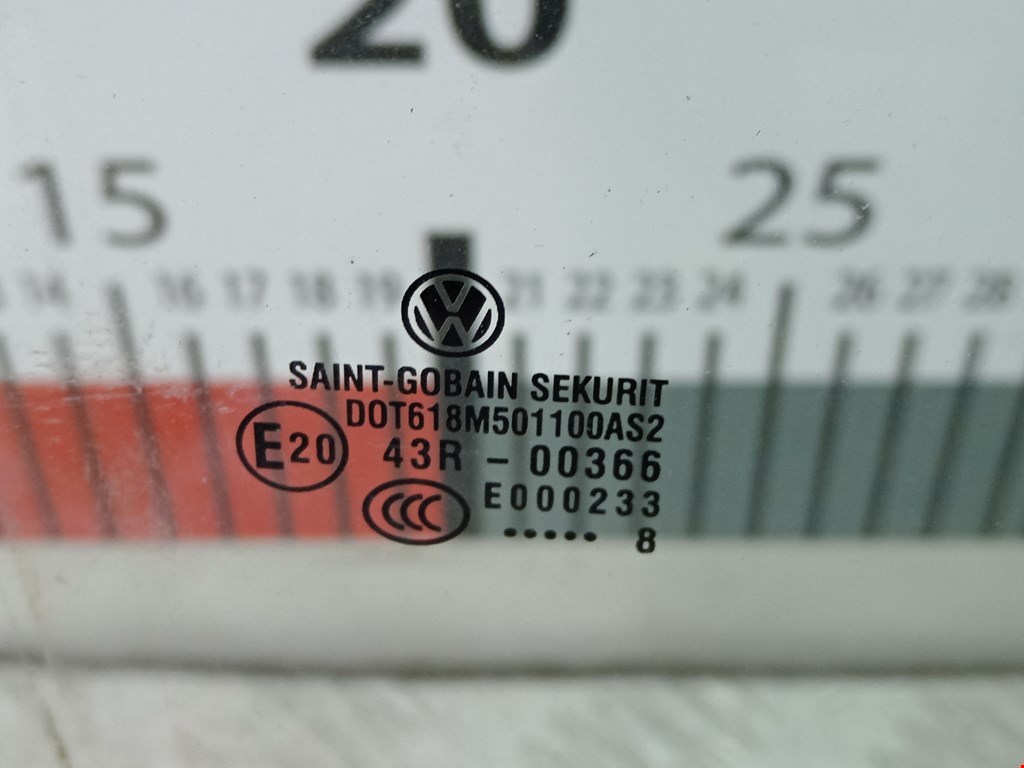 20
15 25
14 16 17 18 19 21 22 23 24 26 27 28
VW
SAINT-GOBAIN SEKURIT
DOT618M501100AS2
E20 43R - 00366
CCC E000233
..... 8